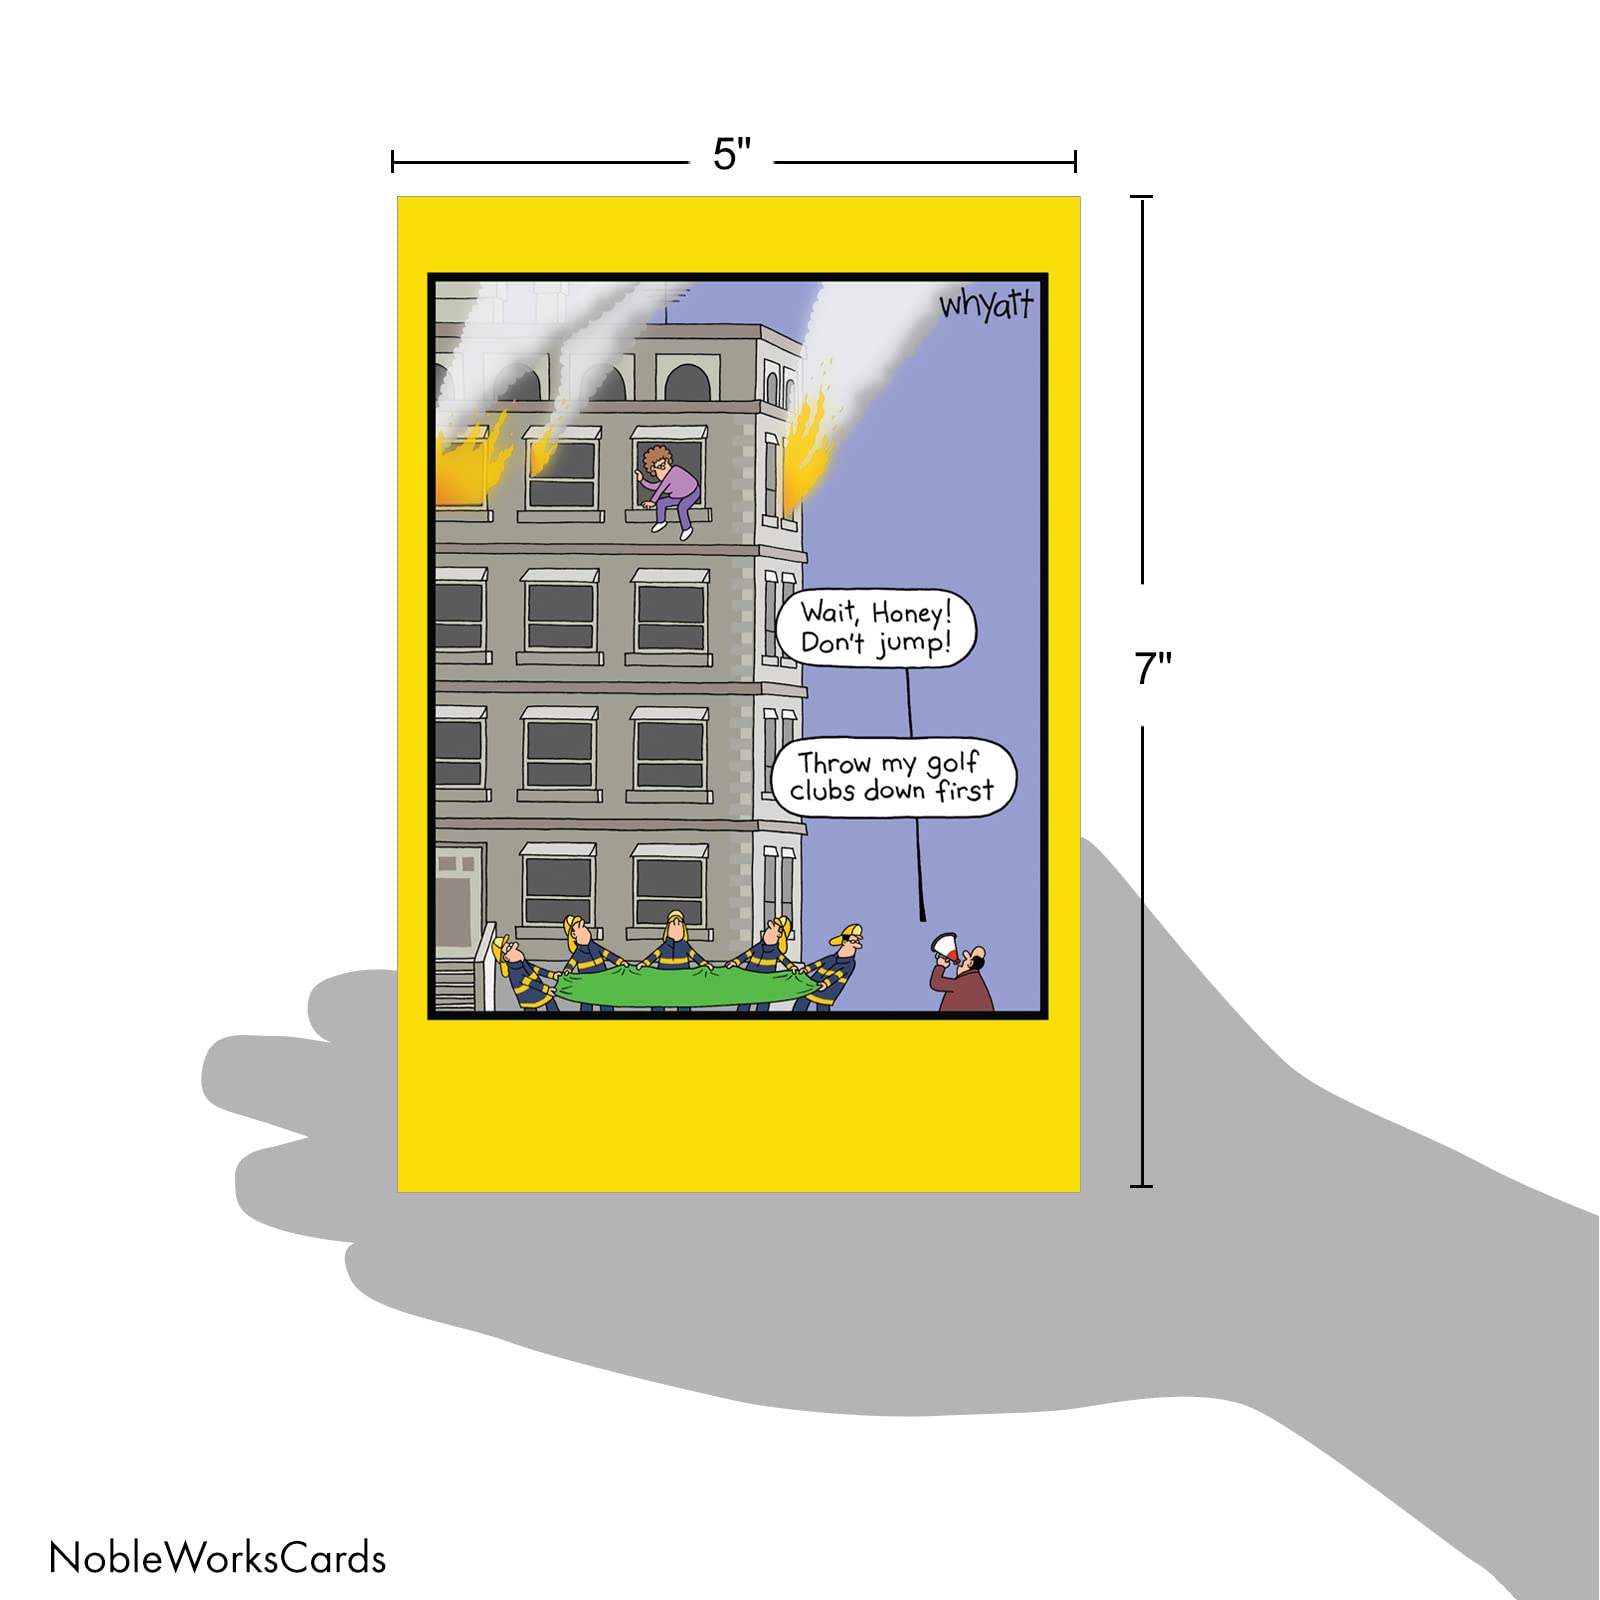 5"
whyatt
Wait, Honey!
Don't jump!
7"
Throw my golf
clubs down first
NobleWorksCards